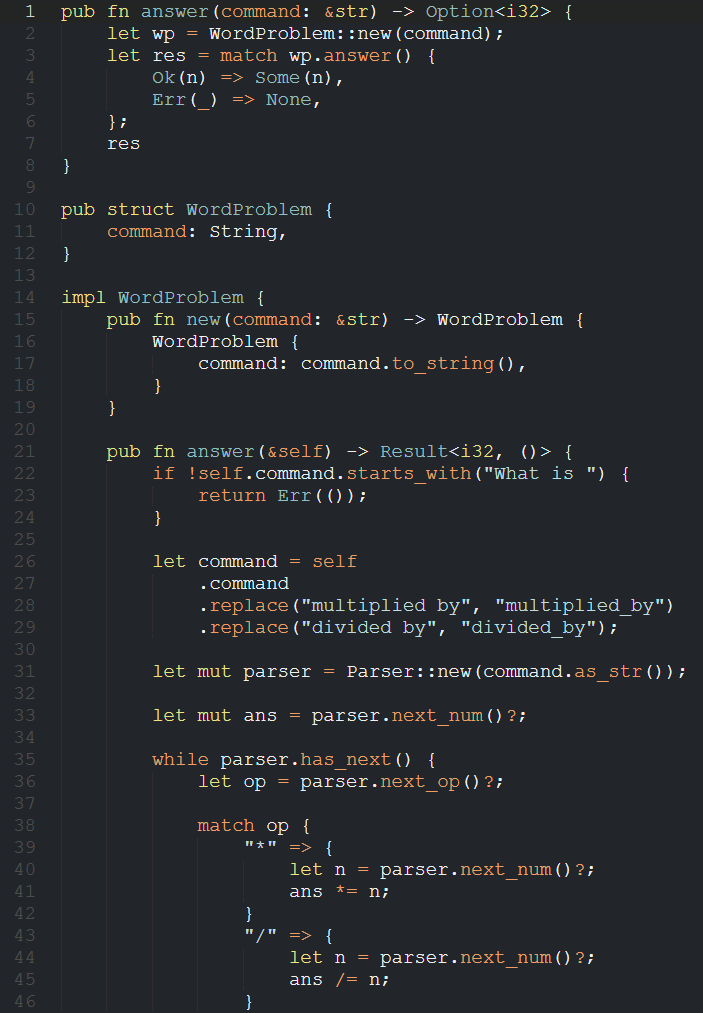 1 pub fn answer(command: &str) -> Option<i32> {
2     let wp = WordProblem::new(command);
3     let res = match wp.answer() {
4         Ok(n) => Some(n),
5         Err(_) => None,
6     };
7     res
8 }
9
10 pub struct WordProblem {
11     command: String,
12 }
13
14 impl WordProblem {
15     pub fn new(command: &str) -> WordProblem {
16         WordProblem {
17             command: command.to_string(),
18         }
19     }
20
21     pub fn answer(&self) -> Result<i32, ()> {
22         if !self.command.starts_with("What is ") {
23             return Err(());
24         }
25
26         let command = self
27             .command
28             .replace("multiplied by", "multiplied_by")
29             .replace("divided by", "divided_by");
30
31         let mut parser = Parser::new(command.as_str());
32
33         let mut ans = parser.next_num()?;
34
35         while parser.has_next() {
36             let op = parser.next_op()?;
37
38             match op {
39                 "*" => {
40                     let n = parser.next_num()?;
41                     ans *= n;
42                 }
43                 "/" => {
44                     let n = parser.next_num()?;
45                     ans /= n;
46                 }